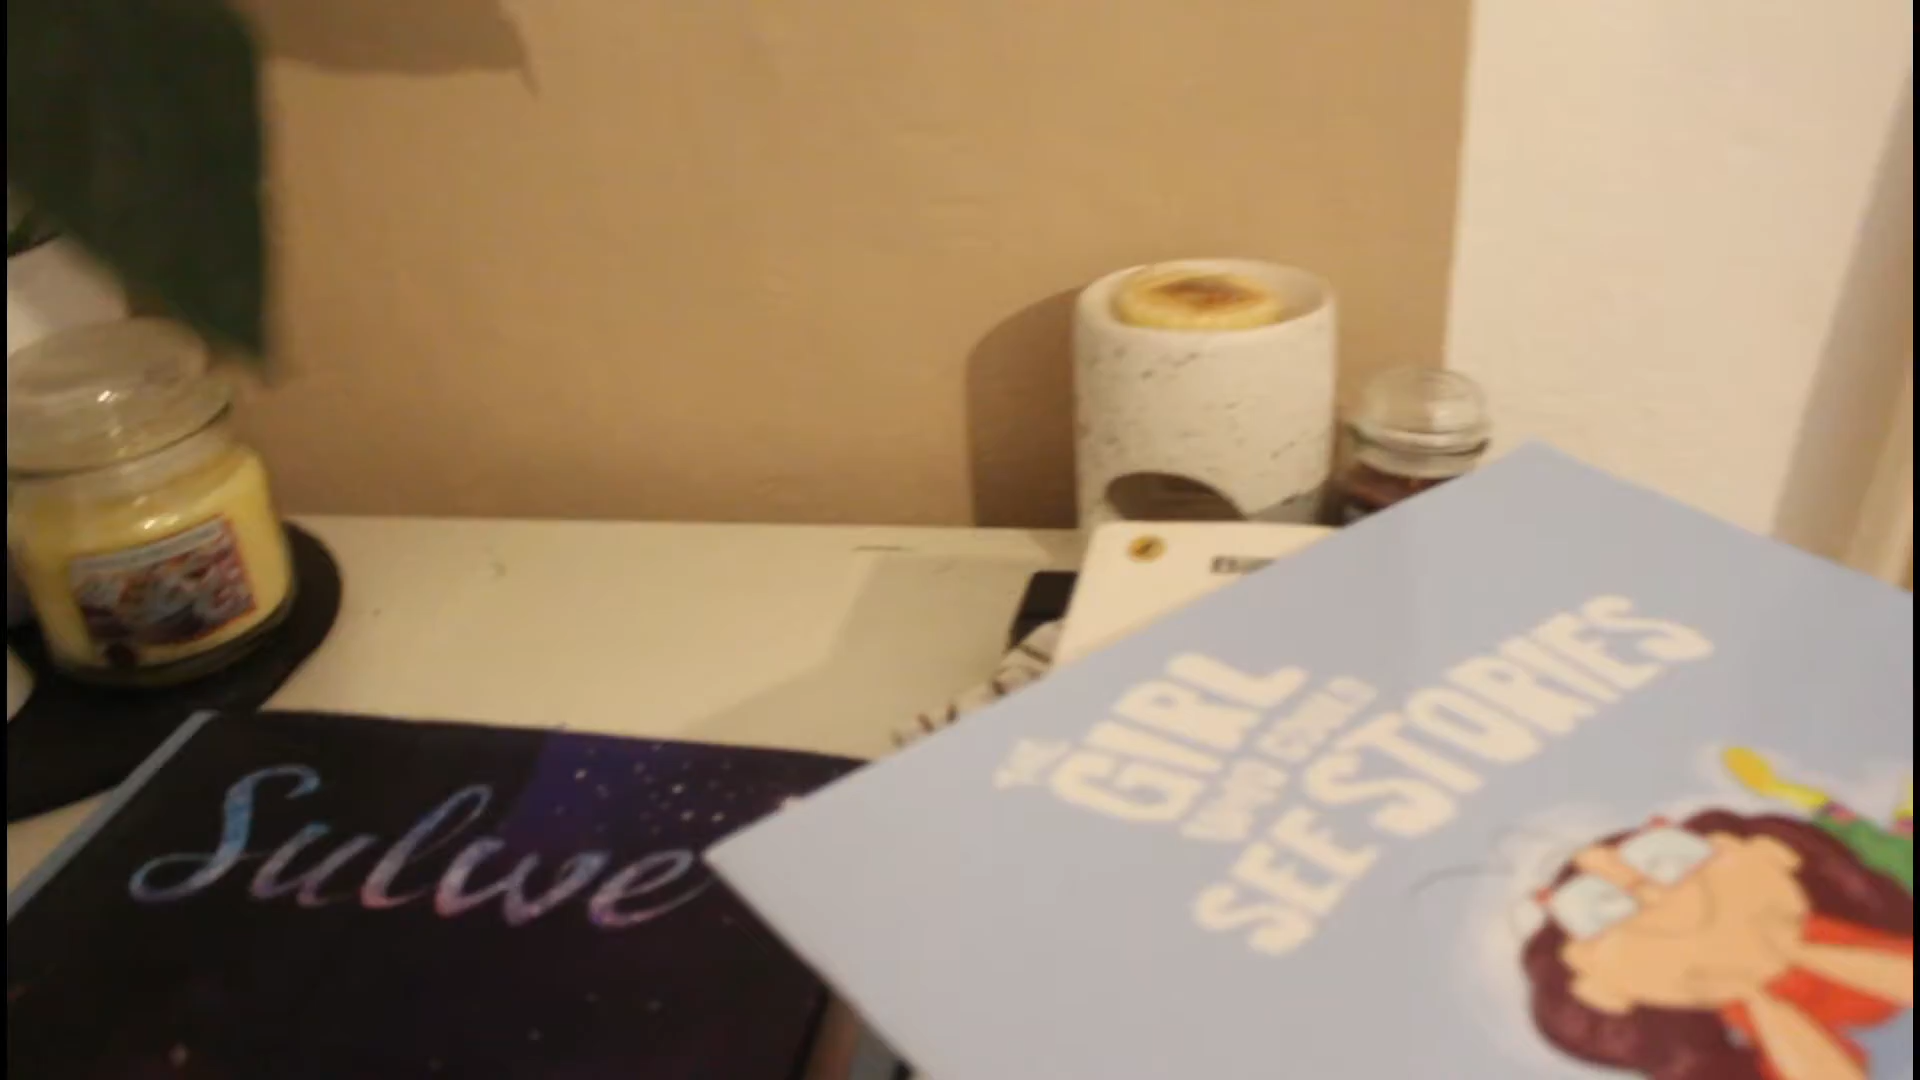 Sulwe
THE
GIRL
WHO COULD
SEE STORIES